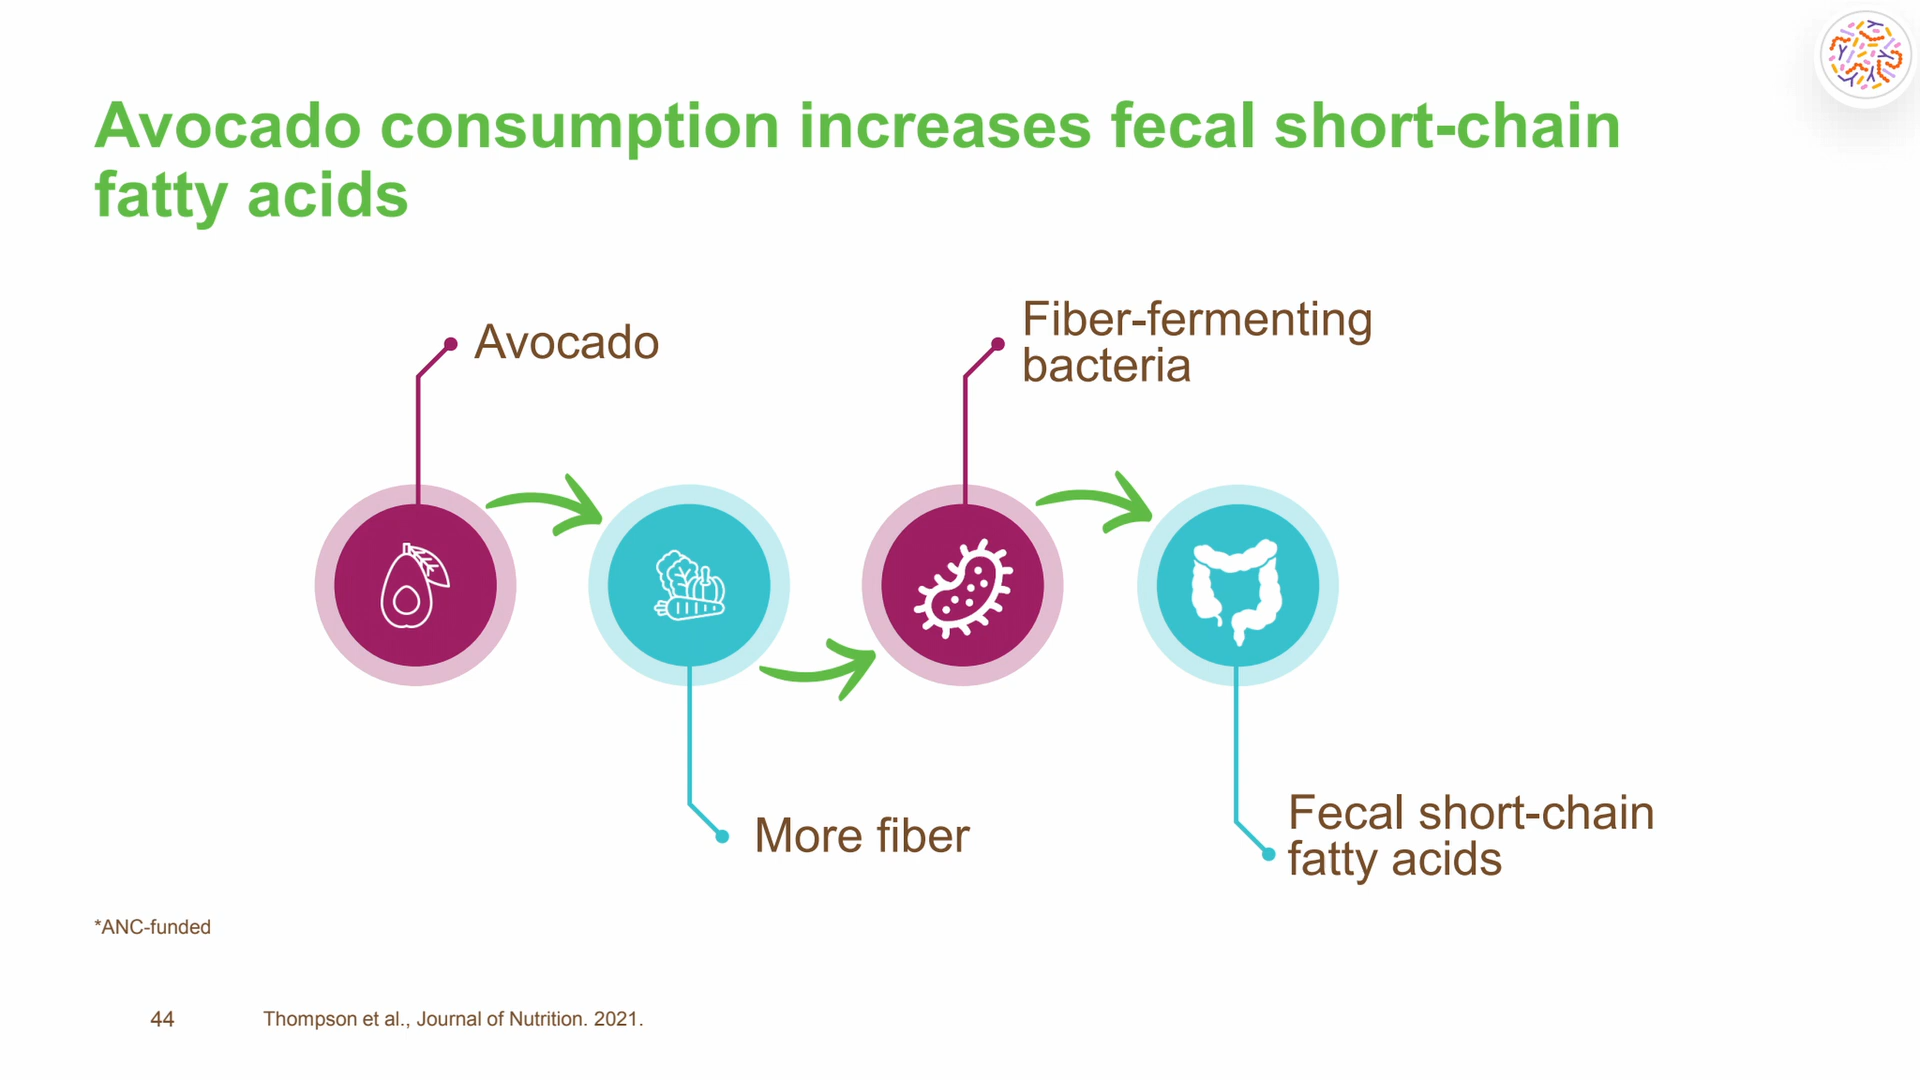 Avocado consumption increases fecal short-chain
fatty acids
Avocado
Fiber-fermenting
bacteria
More fiber
Fecal short-chain
fatty acids
*ANC-funded
44
Thompson et al., Journal of Nutrition. 2021.